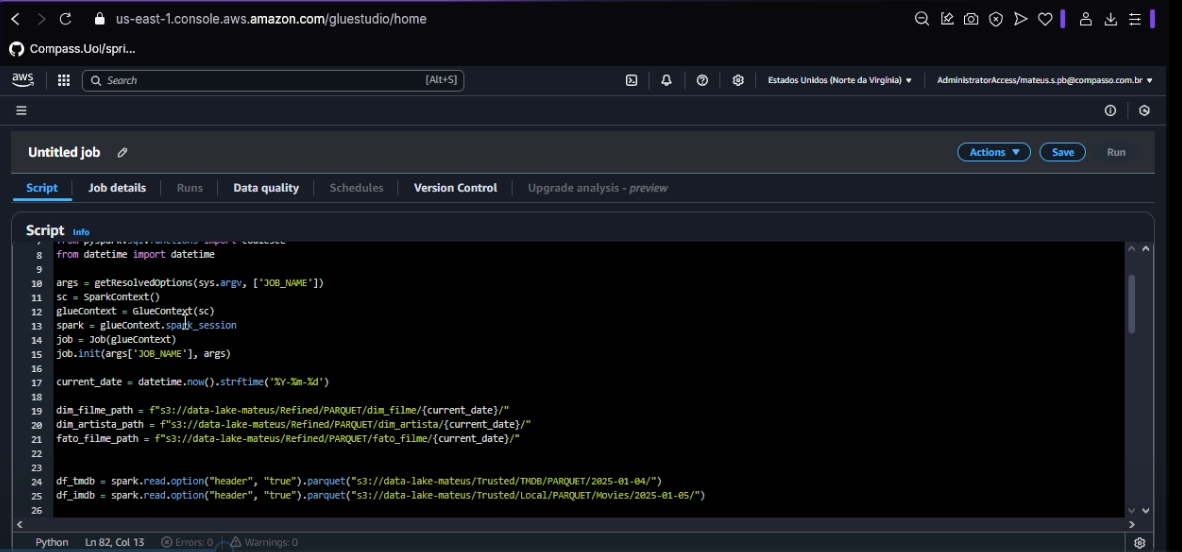 us-east-1.console.aws.amazon.com/gluestudio/home
Compass.Uol/spri...
aws
Search [Alt+S]
Estados Unidos (Norte da Virgínia)
AdministratorAccess/mateus.s.pb@compasso.com.br
Untitled job
Actions Save Run
Script Job details Runs Data quality Schedules Version Control Upgrade analysis - preview
Script Info
8 from datetime import datetime
9
10 args = getResolvedOptions(sys.argv, ['JOB_NAME'])
11 sc = SparkContext()
12 glueContext = GlueContext(sc)
13 spark = glueContext.spark_session
14 job = Job(glueContext)
15 job.init(args['JOB_NAME'], args)
16
17 current_date = datetime.now().strftime('%Y-%m-%d')
18
19 dim_filme_path = f"s3://data-lake-mateus/Refined/PARQUET/dim_filme/{current_date}/"
20 dim_artista_path = f"s3://data-lake-mateus/Refined/PARQUET/dim_artista/{current_date}/"
21 fato_filme_path = f"s3://data-lake-mateus/Refined/PARQUET/fato_filme/{current_date}/"
22
23
24 df_tmdb = spark.read.option("header", "true").parquet("s3://data-lake-mateus/Trusted/TMDB/PARQUET/2025-01-04/")
25 df_imdb = spark.read.option("header", "true").parquet("s3://data-lake-mateus/Trusted/Local/PARQUET/Movies/2025-01-05/")
26
Python Ln 82, Col 13 Errors: 0 Warnings: 0